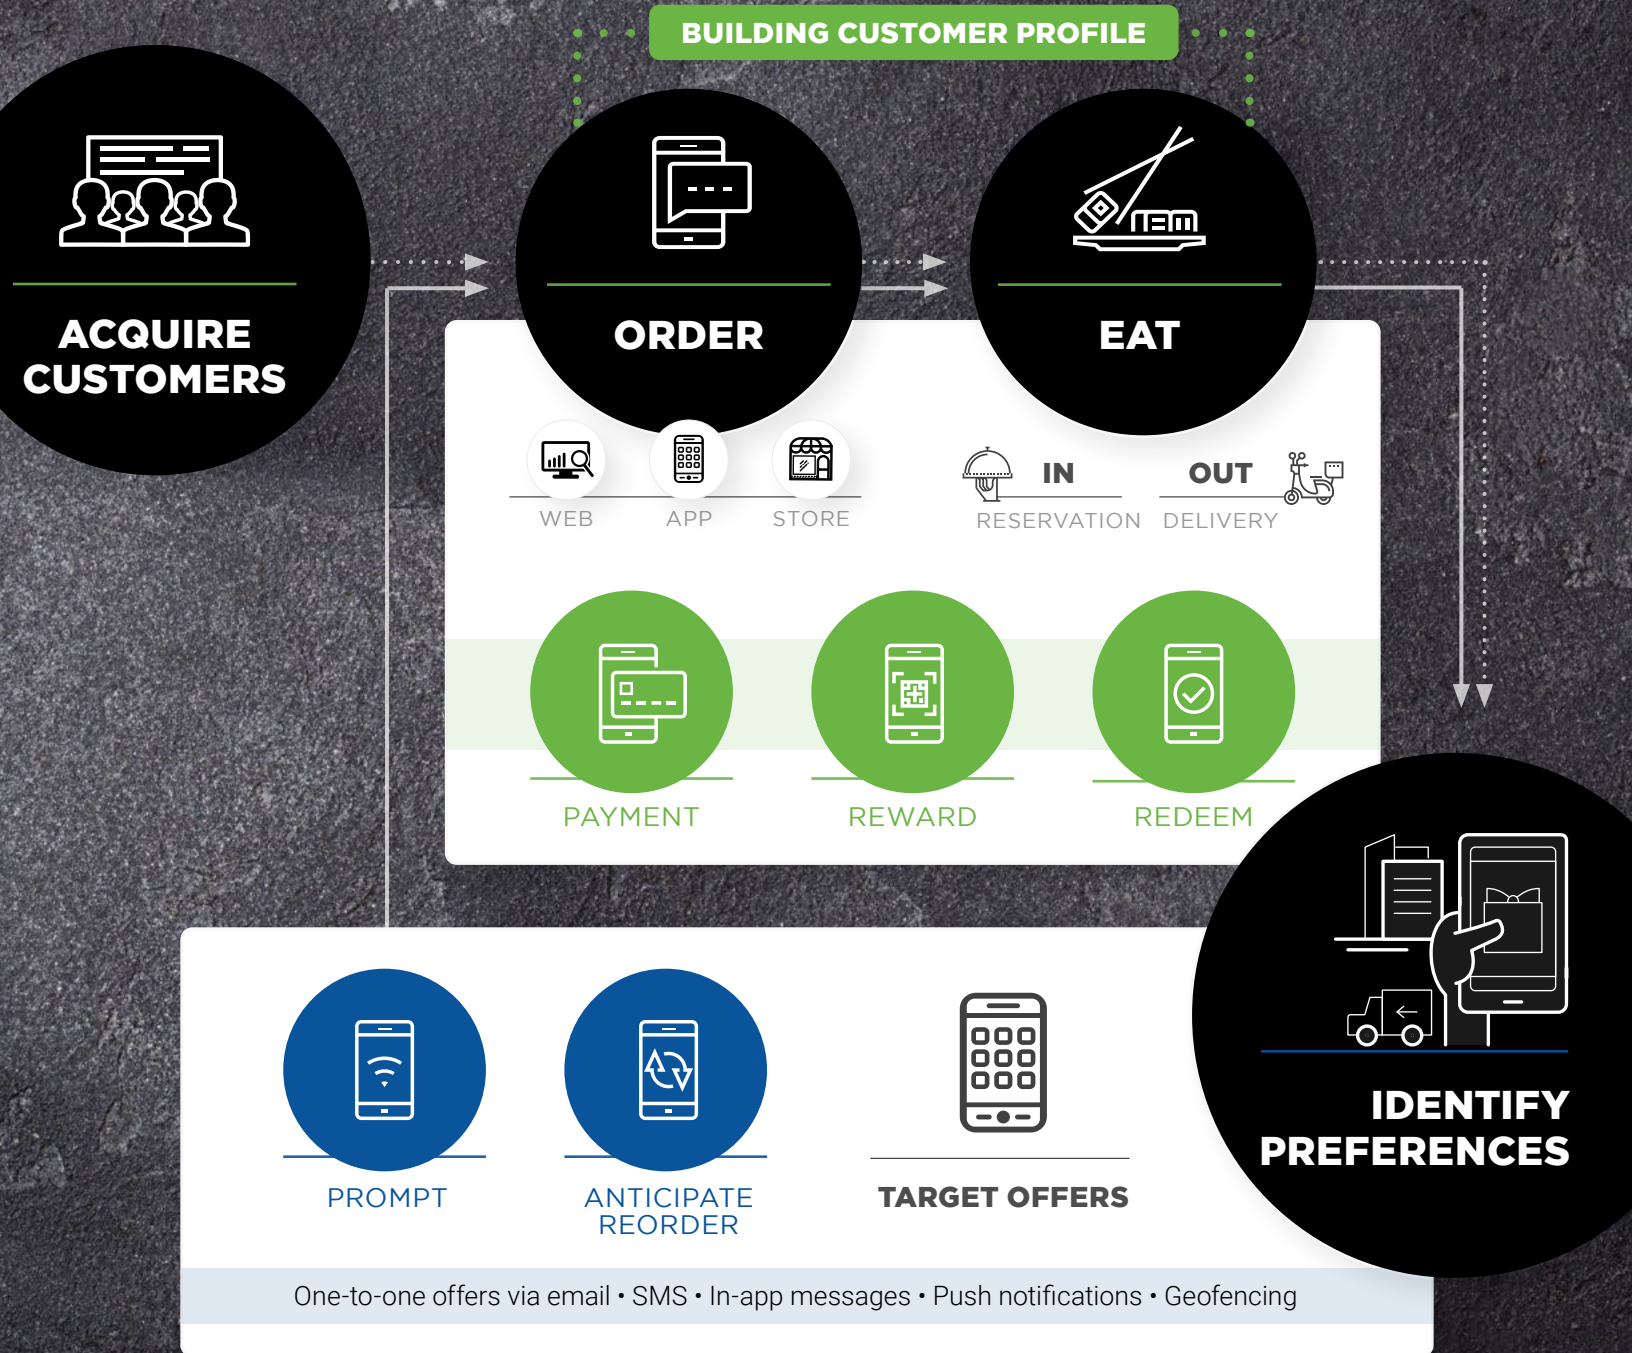 BUILDING CUSTOMER PROFILE
ACQUIRE
CUSTOMERS
ORDER
EAT
WEB
APP
STORE
IN
RESERVATION
OUT
DELIVERY
PAYMENT
REWARD
REDEEM
IDENTIFY
PREFERENCES
PROMPT
ANTICIPATE
REORDER
TARGET OFFERS
One-to-one offers via email • SMS • In-app messages • Push notifications • Geofencing